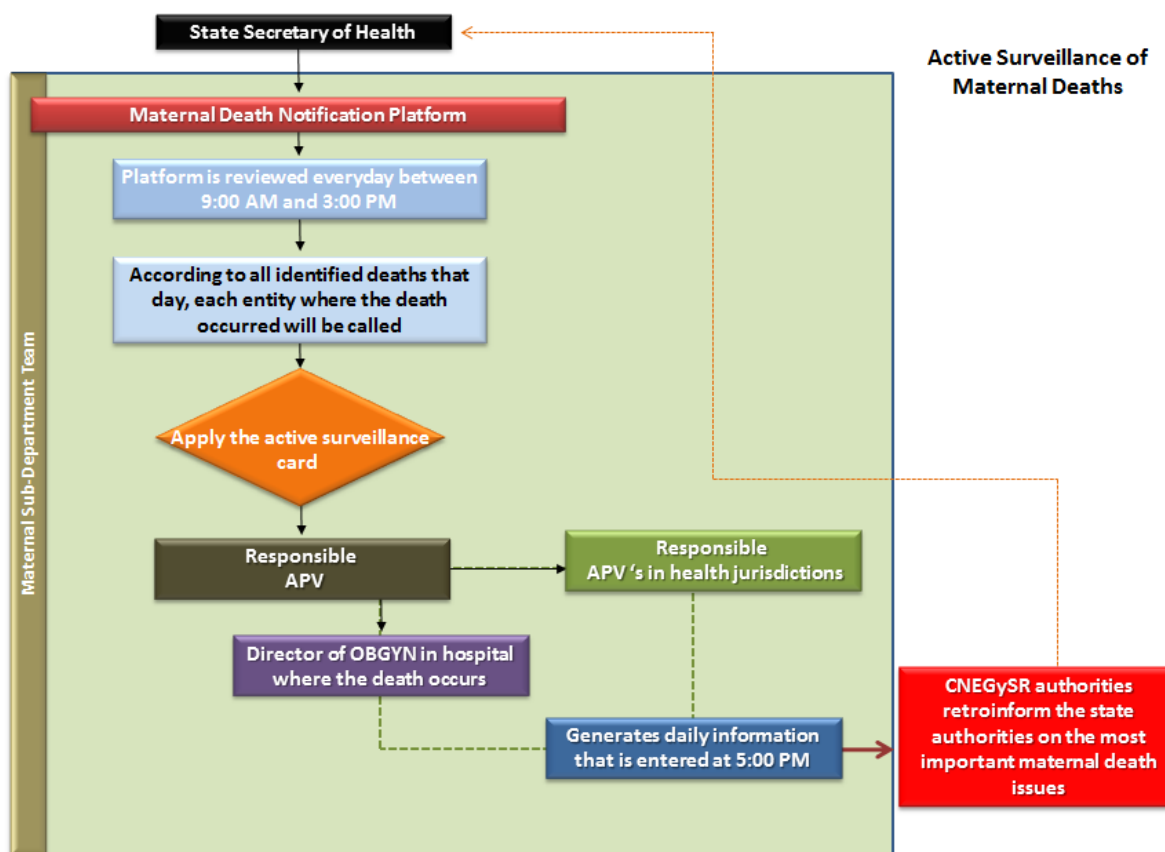 State Secretary of Health
Active Surveillance of
Maternal Deaths
Maternal Death Notification Platform
Platform is reviewed everyday between
9:00 AM and 3:00 PM
According to all identified deaths that
day, each entity where the death
occurred will be called
Maternal Sub-Department Team
Apply the active surveillance
card
Responsible
APV
Responsible
APV ‘s in health jurisdictions
Director of OBGYN in hospital
where the death occurs
Generates daily information
that is entered at 5:00 PM
CNEGySR authorities
retroinform the state
authorities on the most
important maternal death
issues